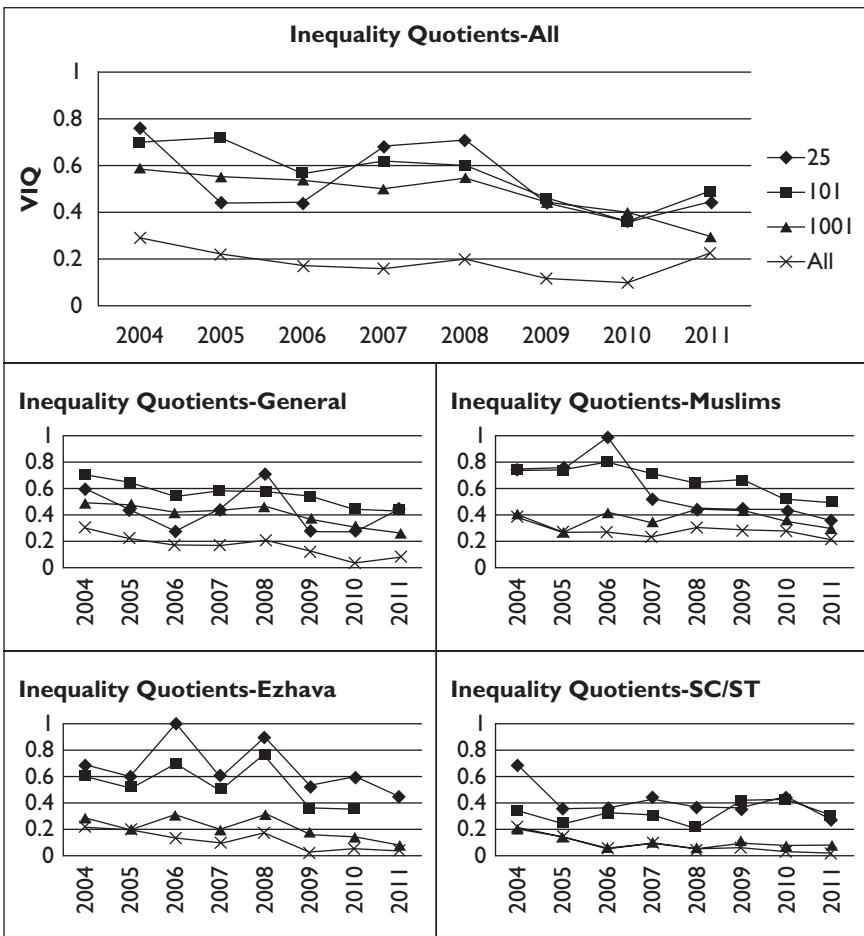 Inequality Quotients-All
1
0.8
0.6
0.4
0.2
0
VIQ
2004 2005 2006 2007 2008 2009 2010 2011
25
101
1001
All
Inequality Quotients-General
1
0.8
0.6
0.4
0.2
0
2004 2005 2006 2007 2008 2009 2010 2011
Inequality Quotients-Muslims
1
0.8
0.6
0.4
0.2
0
2004 2005 2006 2007 2008 2009 2010 2011
Inequality Quotients-Ezhava
1
0.8
0.6
0.4
0.2
0
2004 2005 2006 2007 2008 2009 2010 2011
Inequality Quotients-SC/ST
1
0.8
0.6
0.4
0.2
0
2004 2005 2006 2007 2008 2009 2010 2011